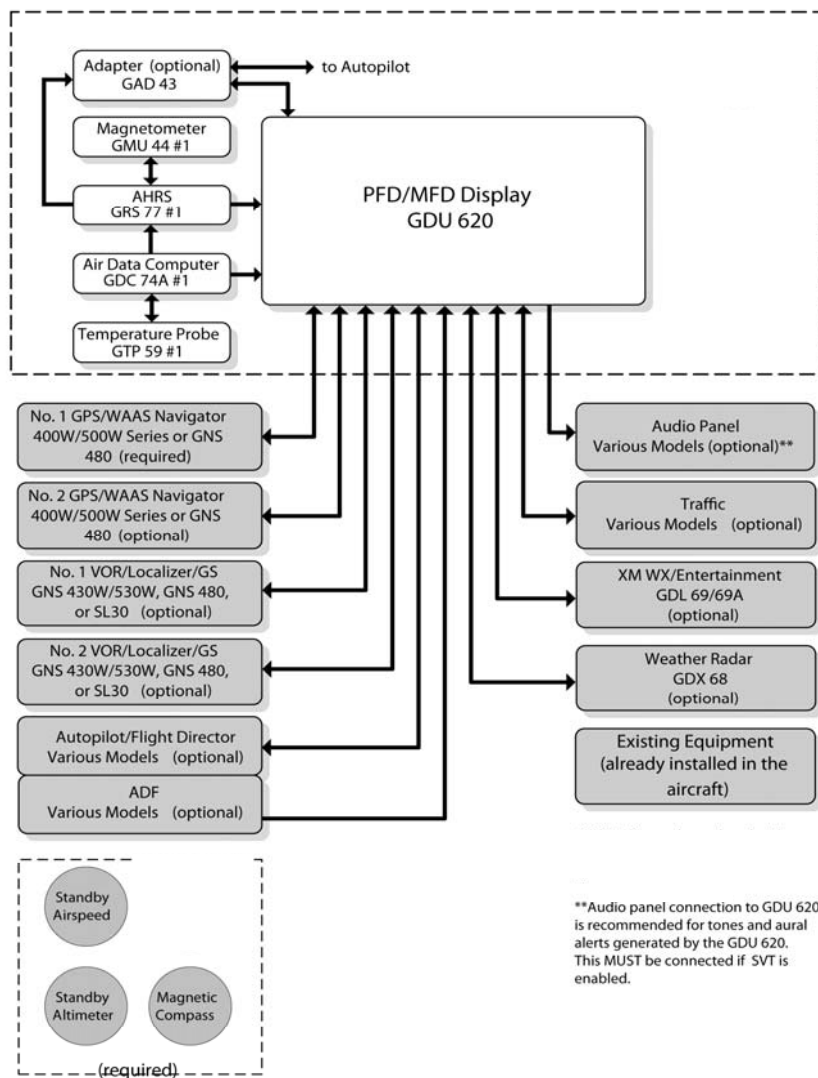 Adapter (optional)
GAD 43
to Autopilot
Magnetometer
GMU 44 #1
AHRS
GRS 77 #1
Air Data Computer
GDC 74A #1
Temperature Probe
GTP 59 #1
PFD/MFD Display
GDU 620
No. 1 GPS/WAAS Navigator
400W/500W Series or GNS
480 (required)
No. 2 GPS/WAAS Navigator
400W/500W Series or GNS
480 (optional)
No. 1 VOR/Localizer/GS
GNS 430W/530W, GNS 480,
or SL30 (optional)
No. 2 VOR/Localizer/GS
GNS 430W/530W, GNS 480,
or SL30 (optional)
Autopilot/Flight Director
Various Models (optional)
ADF
Various Models (optional)
Audio Panel
Various Models (optional)**
Traffic
Various Models (optional)
XM WX/Entertainment
GDL 69/69A
(optional)
Weather Radar
GDX 68
(optional)
Existing Equipment
(already installed in the
aircraft)
Standby
Airspeed
Standby
Altimeter
Magnetic
Compass
(required)
**Audio panel connection to GDU 620
is recommended for tones and aural
alerts generated by the GDU 620.
This MUST be connected if SVT is
enabled.